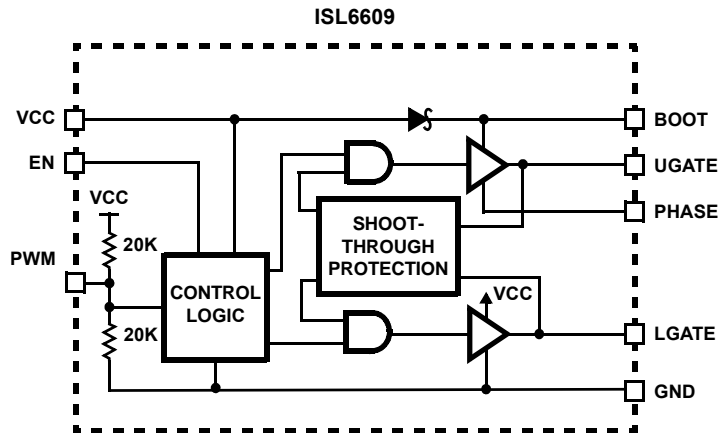 ISL6609
VCC
BOOT
EN
UGATE
VCC
PHASE
20K
SHOOT-
THROUGH
PROTECTION
PWM
CONTROL
LOGIC
VCC
20K
LGATE
GND